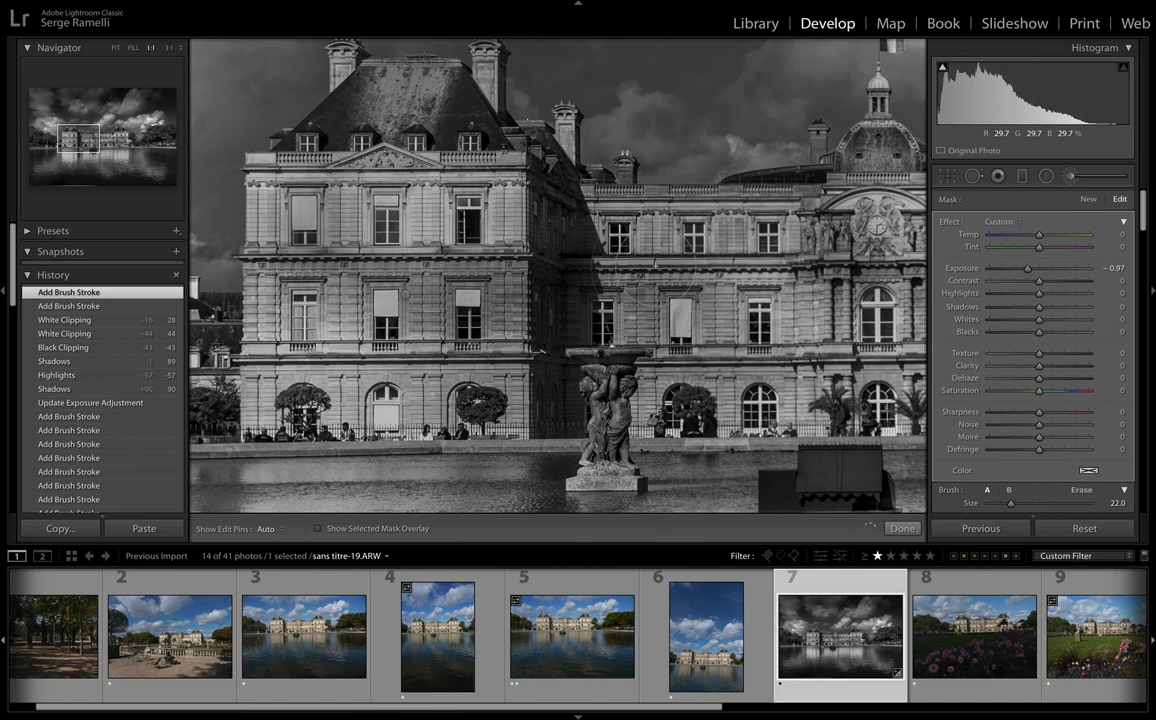 Lr
Adobe Lightroom Classic
Serge Ramelli
Library | Develop | Map | Book | Slideshow | Print | Web
Navigator FIT FILL 1:1 3:1
Presets
Snapshots
History
Add Brush Stroke
Add Brush Stroke
White Clipping -16 28
White Clipping +44 44
Black Clipping -43 -43
Shadows -1 89
Highlights -57 -57
Shadows +90 90
Update Exposure Adjustment
Add Brush Stroke
Add Brush Stroke
Add Brush Stroke
Add Brush Stroke
Add Brush Stroke
Add Brush Stroke
Add Brush Stroke
Add Brush Stroke
Copy... Paste
Show Edit Pins : Auto Show Selected Mask Overlay Done
Histogram
R 29.7 G 29.7 B 29.7 %
Original Photo
Mask : New Edit
Effect : Custom
Temp 0
Tint 0
Exposure – 0.97
Contrast 0
Highlights 0
Shadows 0
Whites 0
Blacks 0
Texture 0
Clarity 0
Dehaze 0
Saturation 0
Sharpness 0
Noise 0
Moiré 0
Defringe 0
Color
Brush : A B Erase
Size 22.0
Previous Reset
1 2 Previous Import 14 of 41 photos / 1 selected / sans titre-19.ARW Filter : ≥ Custom Filter
2 3 4 5 6 7 8 9